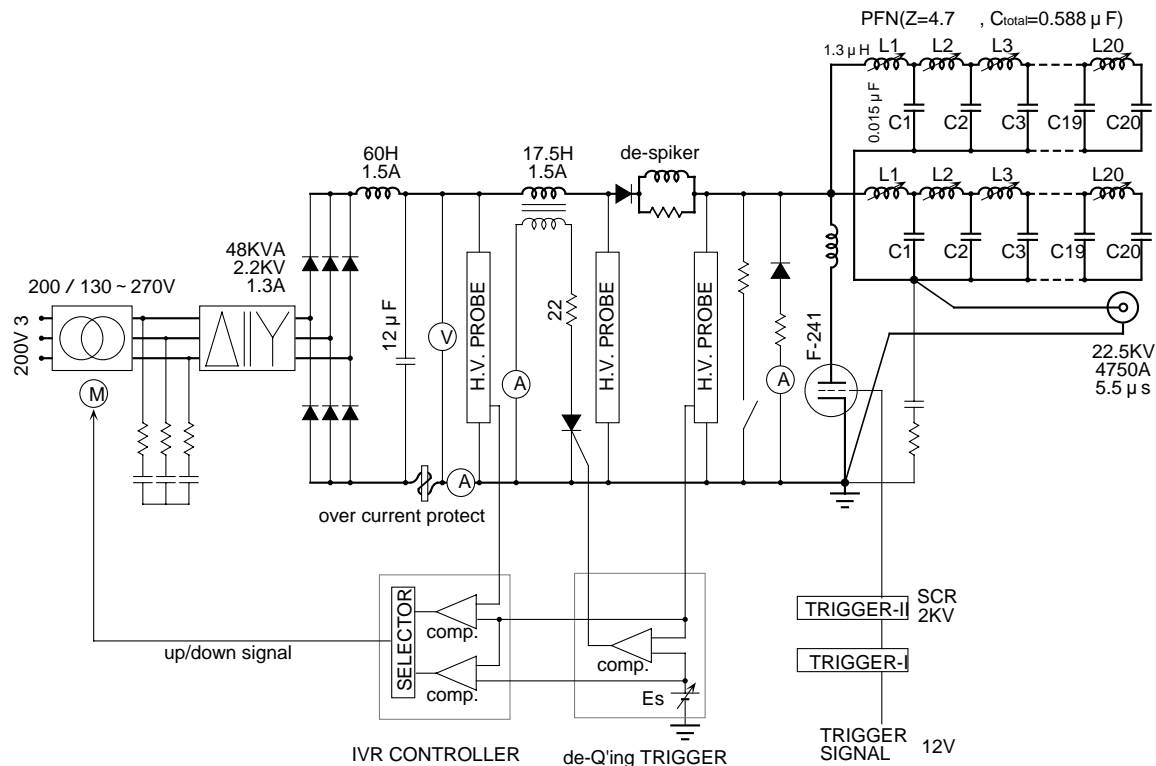 PFN(Z=4.7 , Ctotal=0.588 µ F)
1.3 µ H
L1 L2 L3 L20
0.015 µ F
C1 C2 C3 C19 C20
60H
1.5A
17.5H
1.5A
de-spiker
L1 L2 L3 L20
C1 C2 C3 C19 C20
48KVA
2.2KV
1.3A
200 / 130 ~ 270V
200V 3
M
12 µ F
V
H.V. PROBE
A
22
H.V. PROBE
H.V. PROBE
A
F-241
22.5KV
4750A
5.5 µ s
A
over current protect
SELECTOR
comp.
comp.
up/down signal
comp.
Es
IVR CONTROLLER
de-Q'ing TRIGGER
TRIGGER-II
SCR
2KV
TRIGGER-I
TRIGGER
SIGNAL
12V